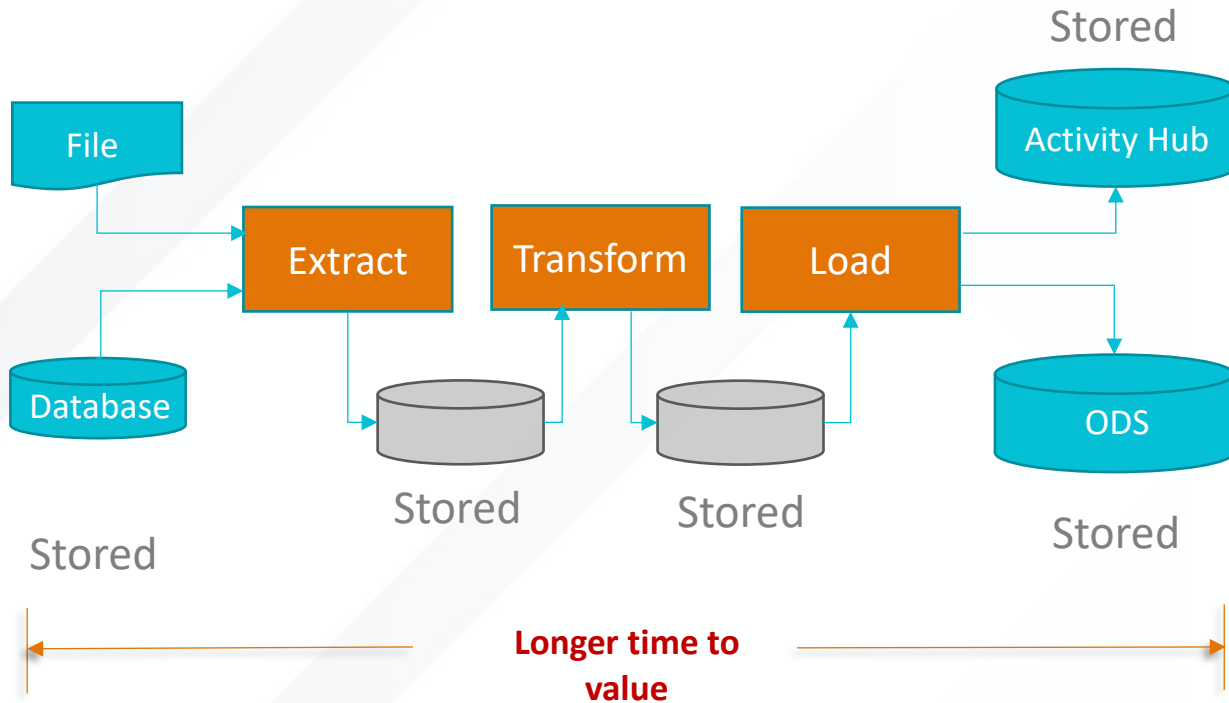 Stored
File
Activity Hub
Extract
Transform
Load
Database
ODS
Stored
Stored
Stored
Stored
Longer time to
value